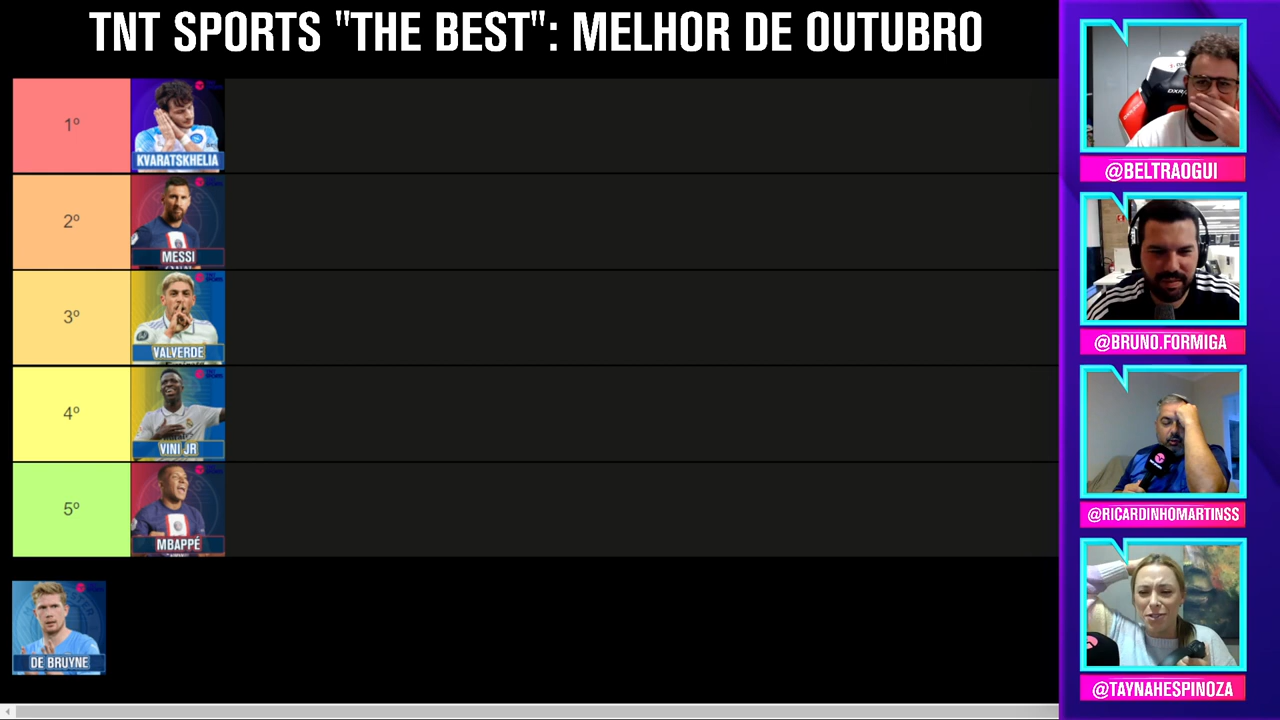 TNT SPORTS "THE BEST": MELHOR DE OUTUBRO
1º
KVARATSKHELIA
2º
MESSI
3º
VALVERDE
4º
VINI JR
5º
MBAPPÉ
DE BRUYNE
@BELTRAOGUI
@BRUNO.FORMIGA
@RICARDINHOMARTINSS
@TAYNAHESPINOZA